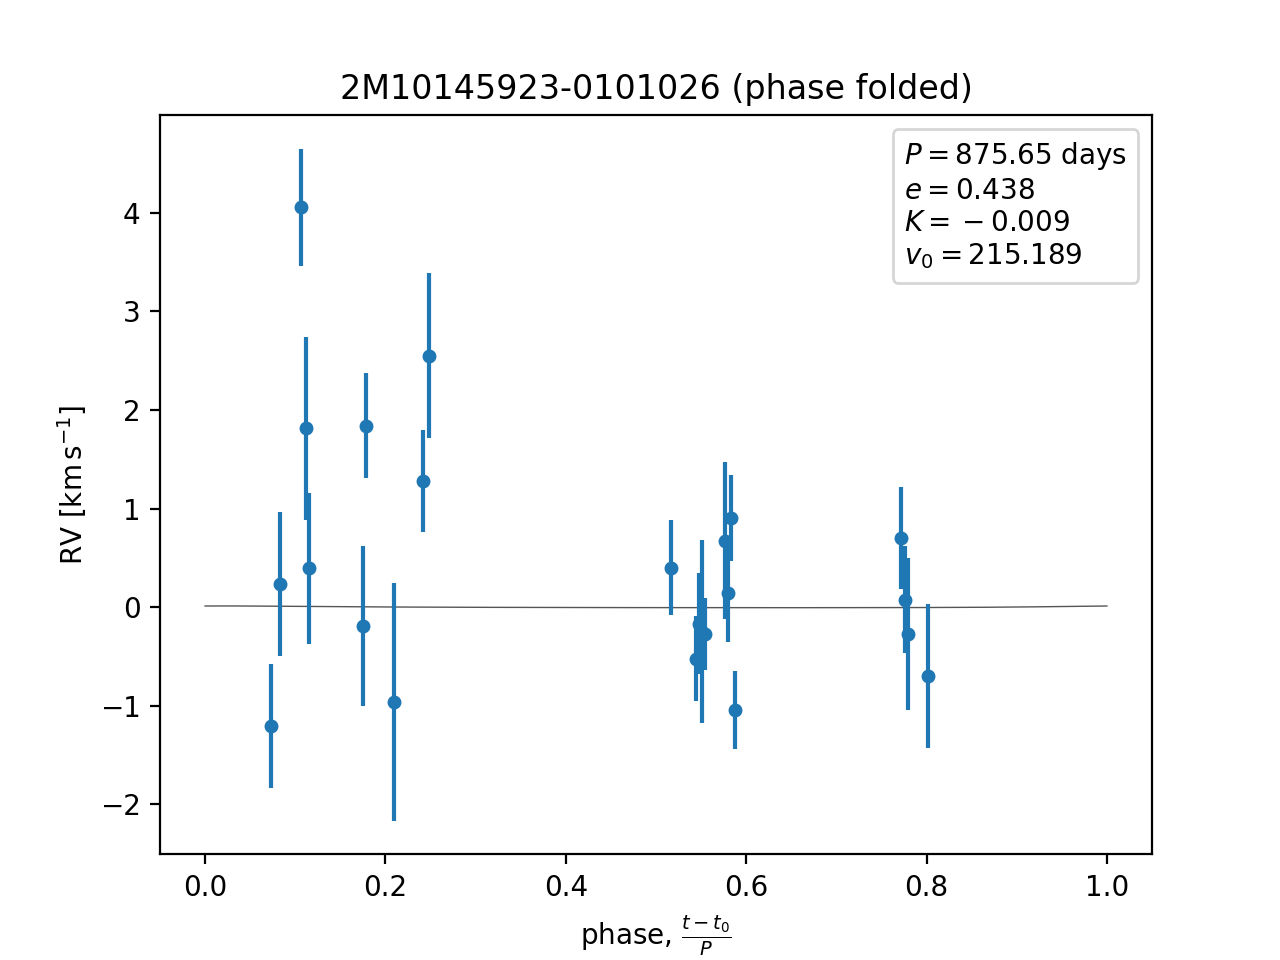 2M10145923-0101026 (phase folded)
P = 875.65 days
e = 0.438
K = −0.009
v₀ = 215.189
RV [km s⁻¹]
4
3
2
1
0
−1
−2
0.0 0.2 0.4 0.6 0.8 1.0
phase, (t − t₀)/P